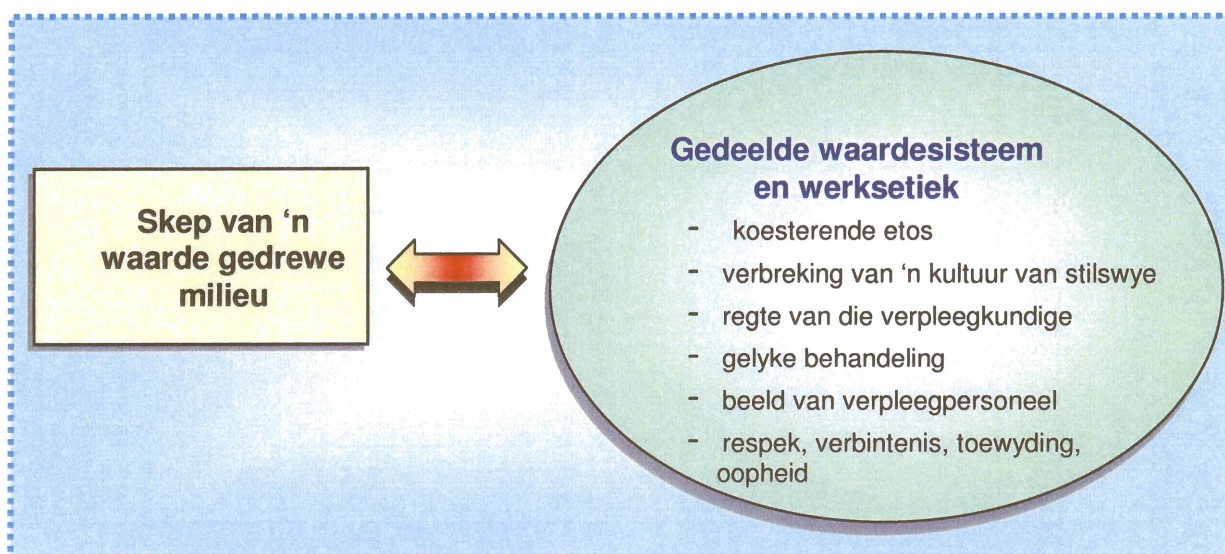 Skep van ‘n
waarde gedrewe
milieu
Gedeelde waardesisteem
en werksetiek
- koesterende etos
- verbreking van ‘n kultuur van stilswye
- regte van die verpleegkundige
- gelyke behandeling
- beeld van verpleegpersoneel
- respek, verbintenis, toewyding,
oopheid